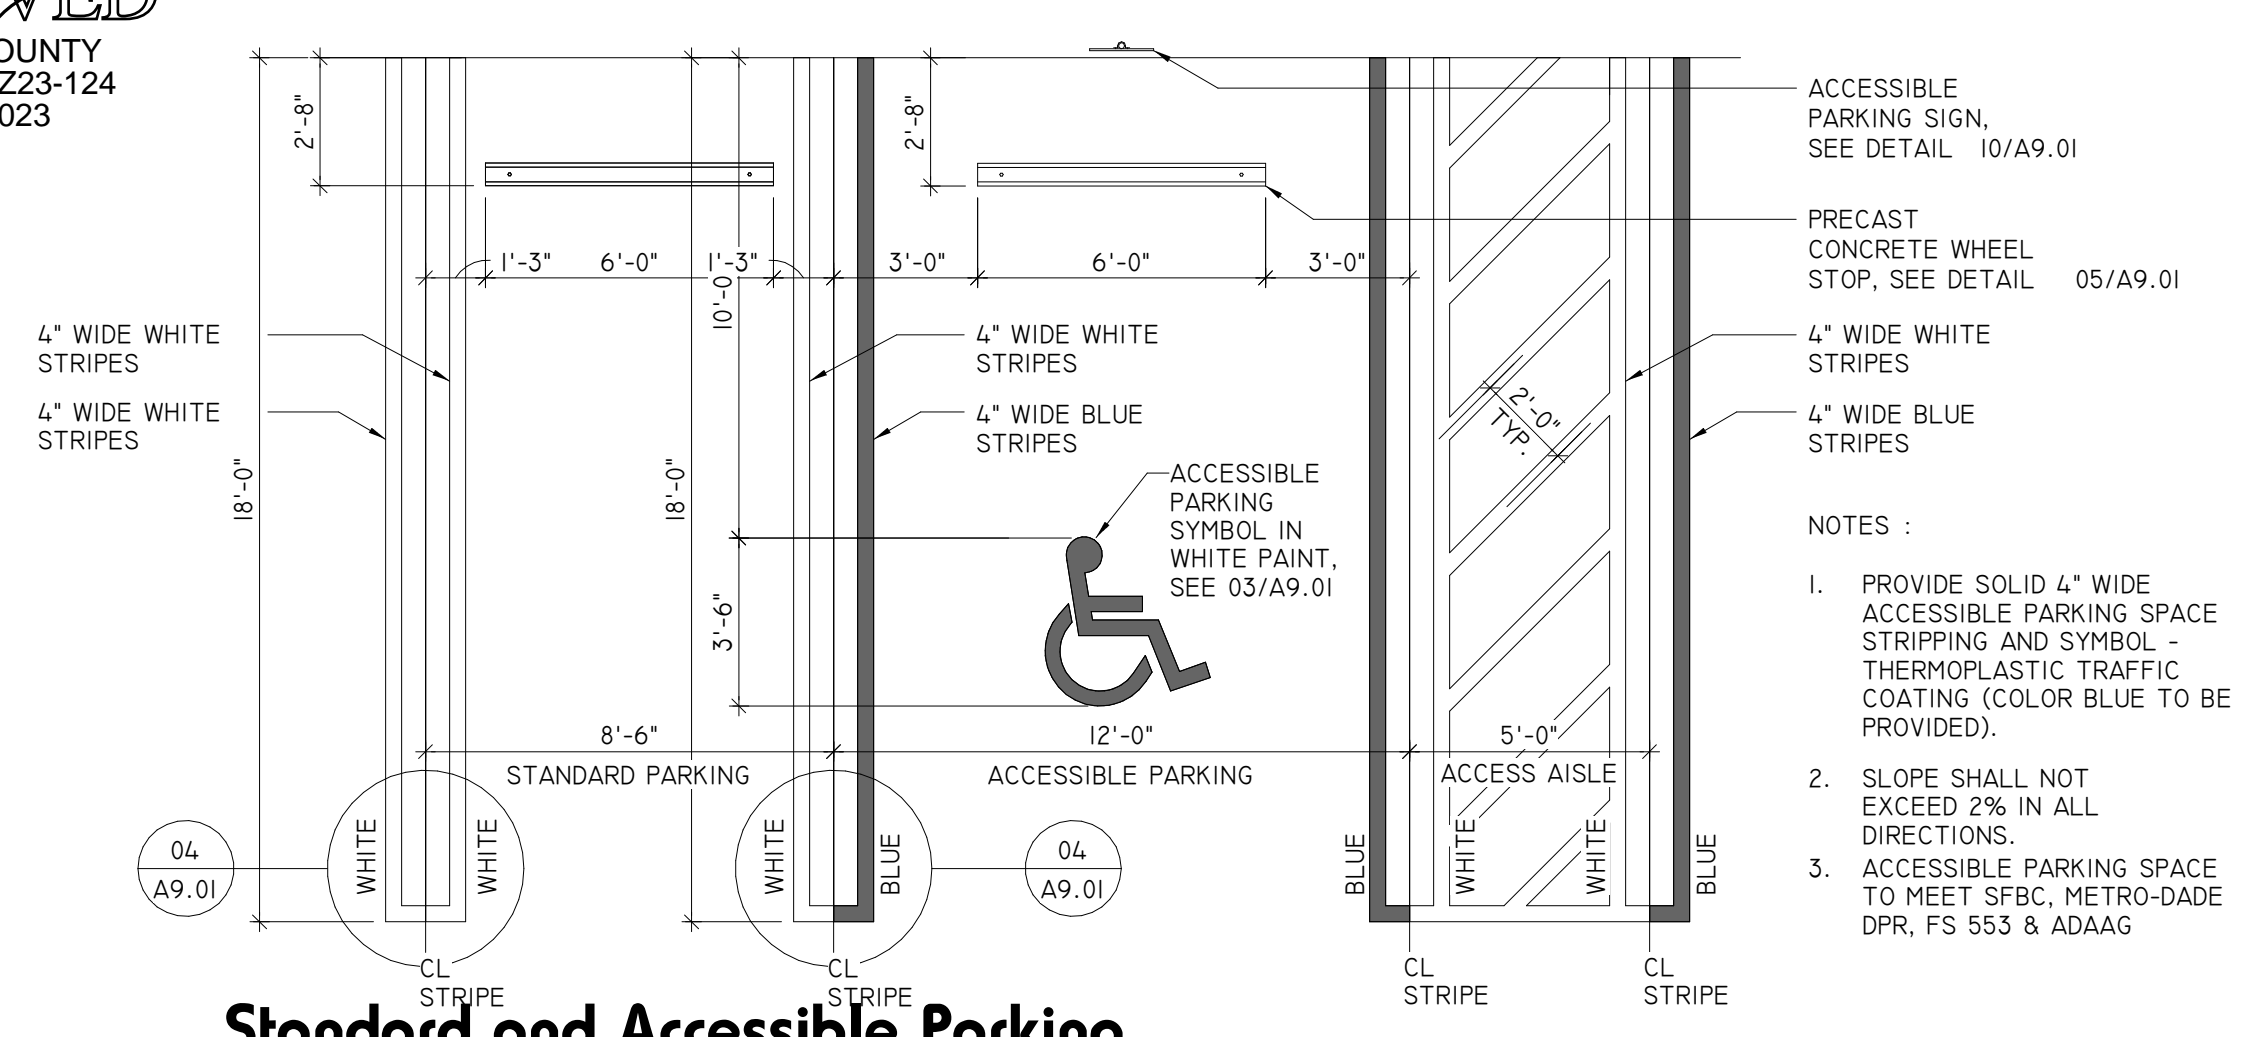 OUNTY
Z23-124
023
2'-8"
2'-8"
ACCESSIBLE
PARKING SIGN,
SEE DETAIL 10/A9.01
PRECAST
CONCRETE WHEEL
STOP, SEE DETAIL 05/A9.01
1'-3" 6'-0" 1'-3" 3'-0" 6'-0" 3'-0"
10'-0
4" WIDE WHITE
STRIPES
4" WIDE WHITE
STRIPES
4" WIDE WHITE
STRIPES
4" WIDE BLUE
STRIPES
4" WIDE WHITE
STRIPES
4" WIDE BLUE
STRIPES
2'-0"
TYP.
18'-0"
18'-0"
ACCESSIBLE
PARKING
SYMBOL IN
WHITE PAINT,
SEE 03/A9.01
3'-6"
NOTES :
1. PROVIDE SOLID 4" WIDE
ACCESSIBLE PARKING SPACE
STRIPPING AND SYMBOL -
THERMOPLASTIC TRAFFIC
COATING (COLOR BLUE TO BE
PROVIDED).
2. SLOPE SHALL NOT
EXCEED 2% IN ALL
DIRECTIONS.
3. ACCESSIBLE PARKING SPACE
TO MEET SFBC, METRO-DADE
DPR, FS 553 & ADAAG
8'-6" 12'-0" 5'-0"
STANDARD PARKING ACCESSIBLE PARKING ACCESS AISLE
04
A9.01
WHITE WHITE WHITE BLUE
04
A9.01
BLUE WHITE WHITE BLUE
CL
STRIPE
CL
STRIPE
CL
STRIPE
CL
STRIPE
Standard and Accessible Parking